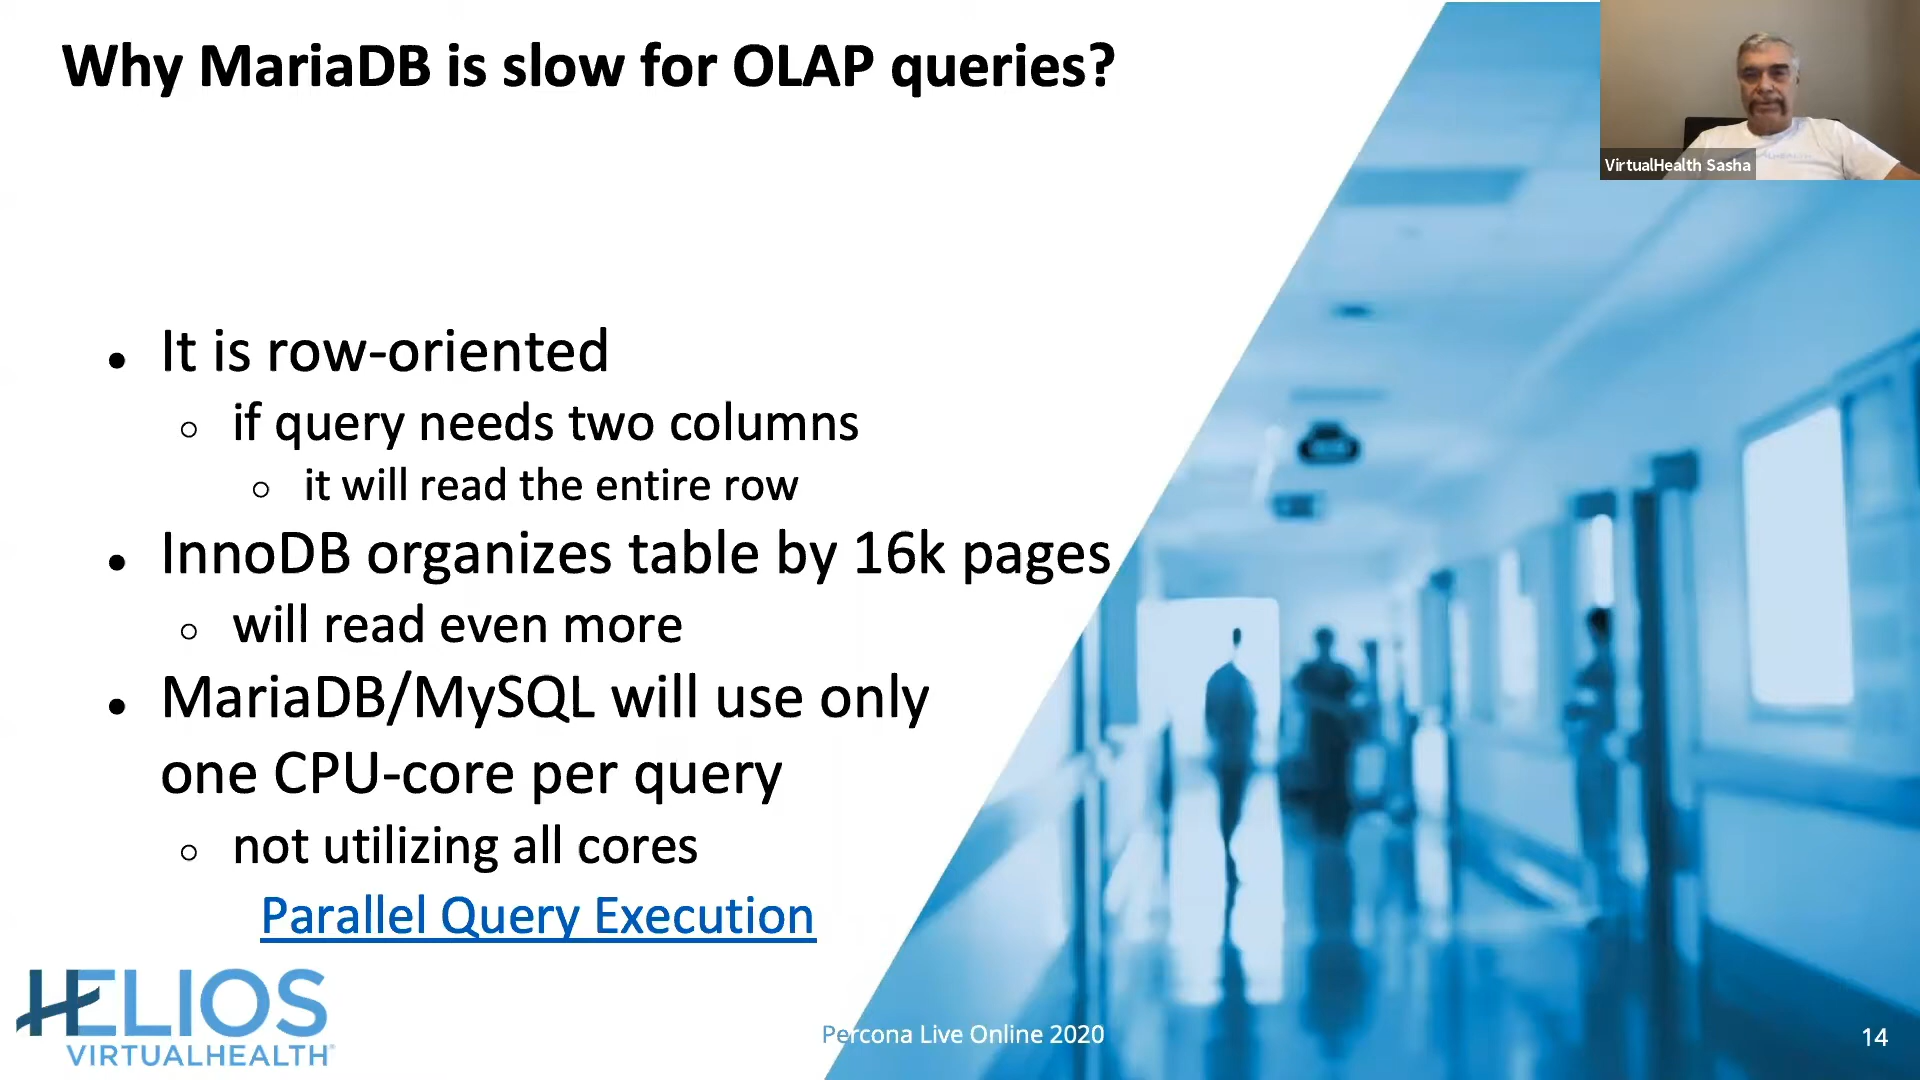 Why MariaDB is slow for OLAP queries?
VirtualHealth Sasha
● It is row-oriented
○ if query needs two columns
○ it will read the entire row
● InnoDB organizes table by 16k pages
○ will read even more
● MariaDB/MySQL will use only
one CPU-core per query
○ not utilizing all cores
Parallel Query Execution
HELIOS
VIRTUALHEALTH
Percona Live Online 2020
14